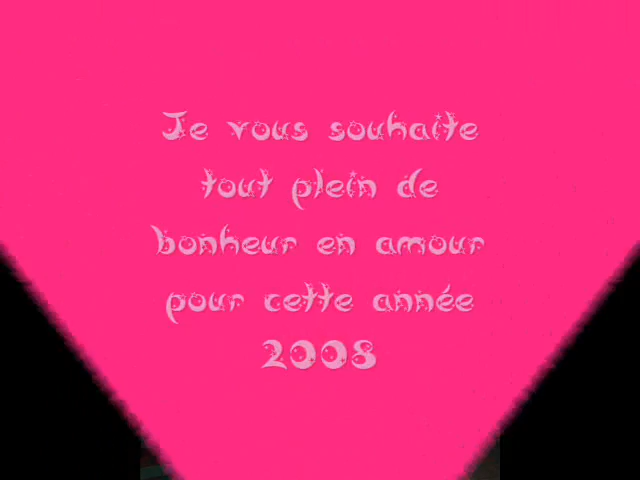 Je vous souhaite
tout plein de
bonheur en amour
pour cette année
2008